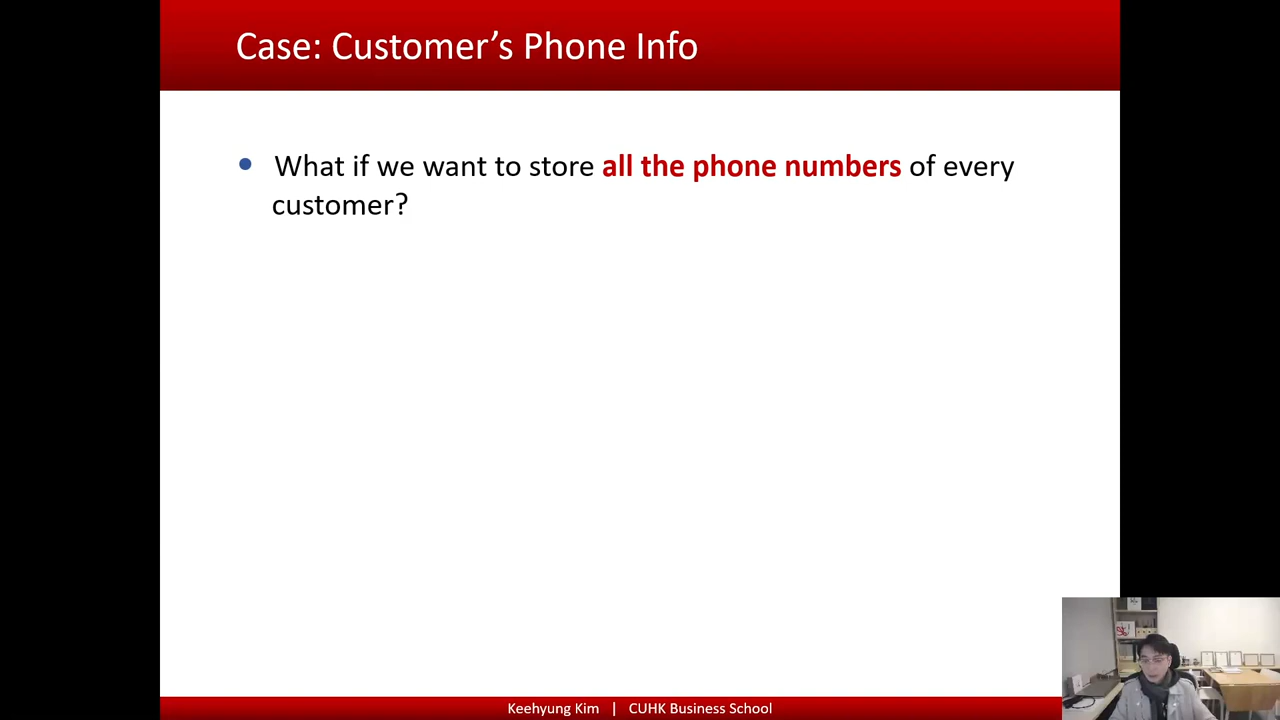 Case: Customer’s Phone Info
• What if we want to store all the phone numbers of every
customer?
Keehyung Kim | CUHK Business School